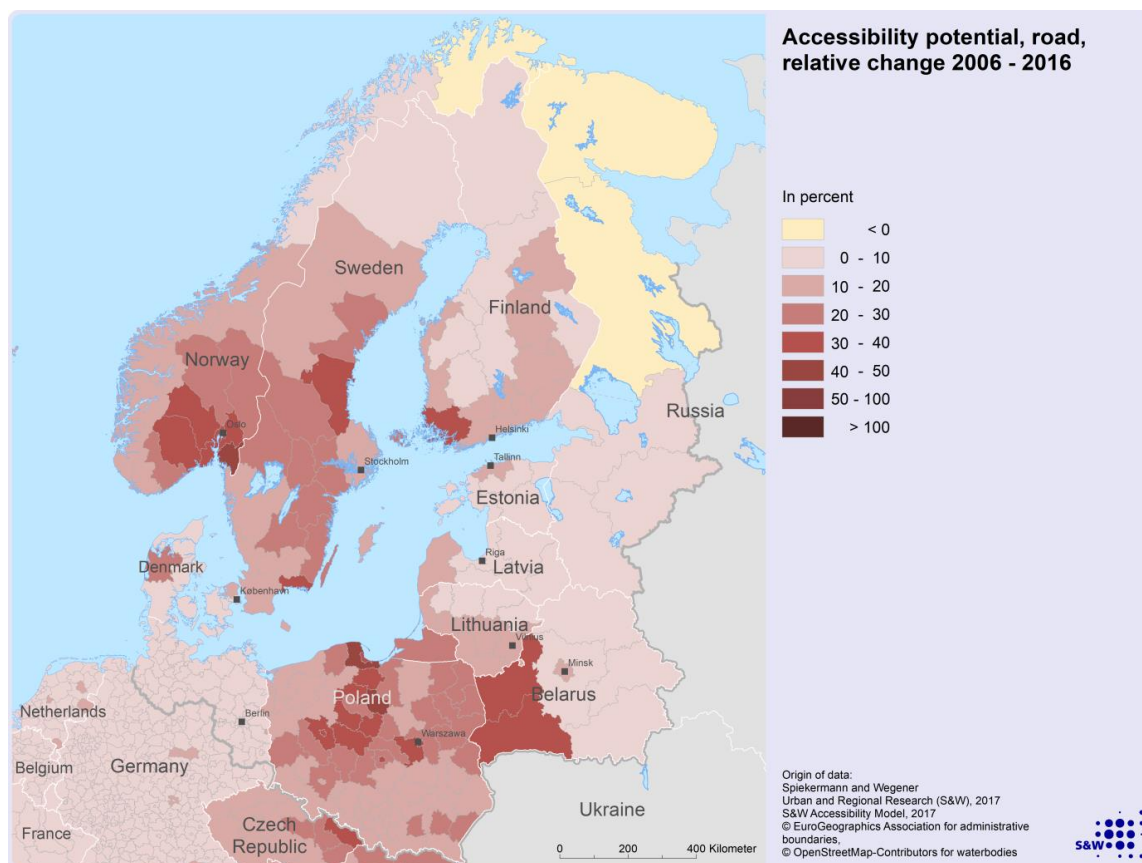 Accessibility potential, road,
relative change 2006 - 2016
In percent
< 0
0 - 10
10 - 20
20 - 30
30 - 40
40 - 50
50 - 100
> 100
Sweden
Finland
Norway
Oslo
Helsinki
Russia
Stockholm
Tallinn
Estonia
Riga
Latvia
Denmark
København
Lithuania
Vilnius
Minsk
Belarus
Poland
Netherlands
Berlin
Warszawa
Belgium
Germany
Ukraine
Czech
Republic
France
0 200 400 Kilometer
Origin of data:
Spiekermann and Wegener
Urban and Regional Research (S&W), 2017
S&W Accessibility Model, 2017
© EuroGeographics Association for administrative
boundaries,
© OpenStreetMap-Contributors for waterbodies
S&W